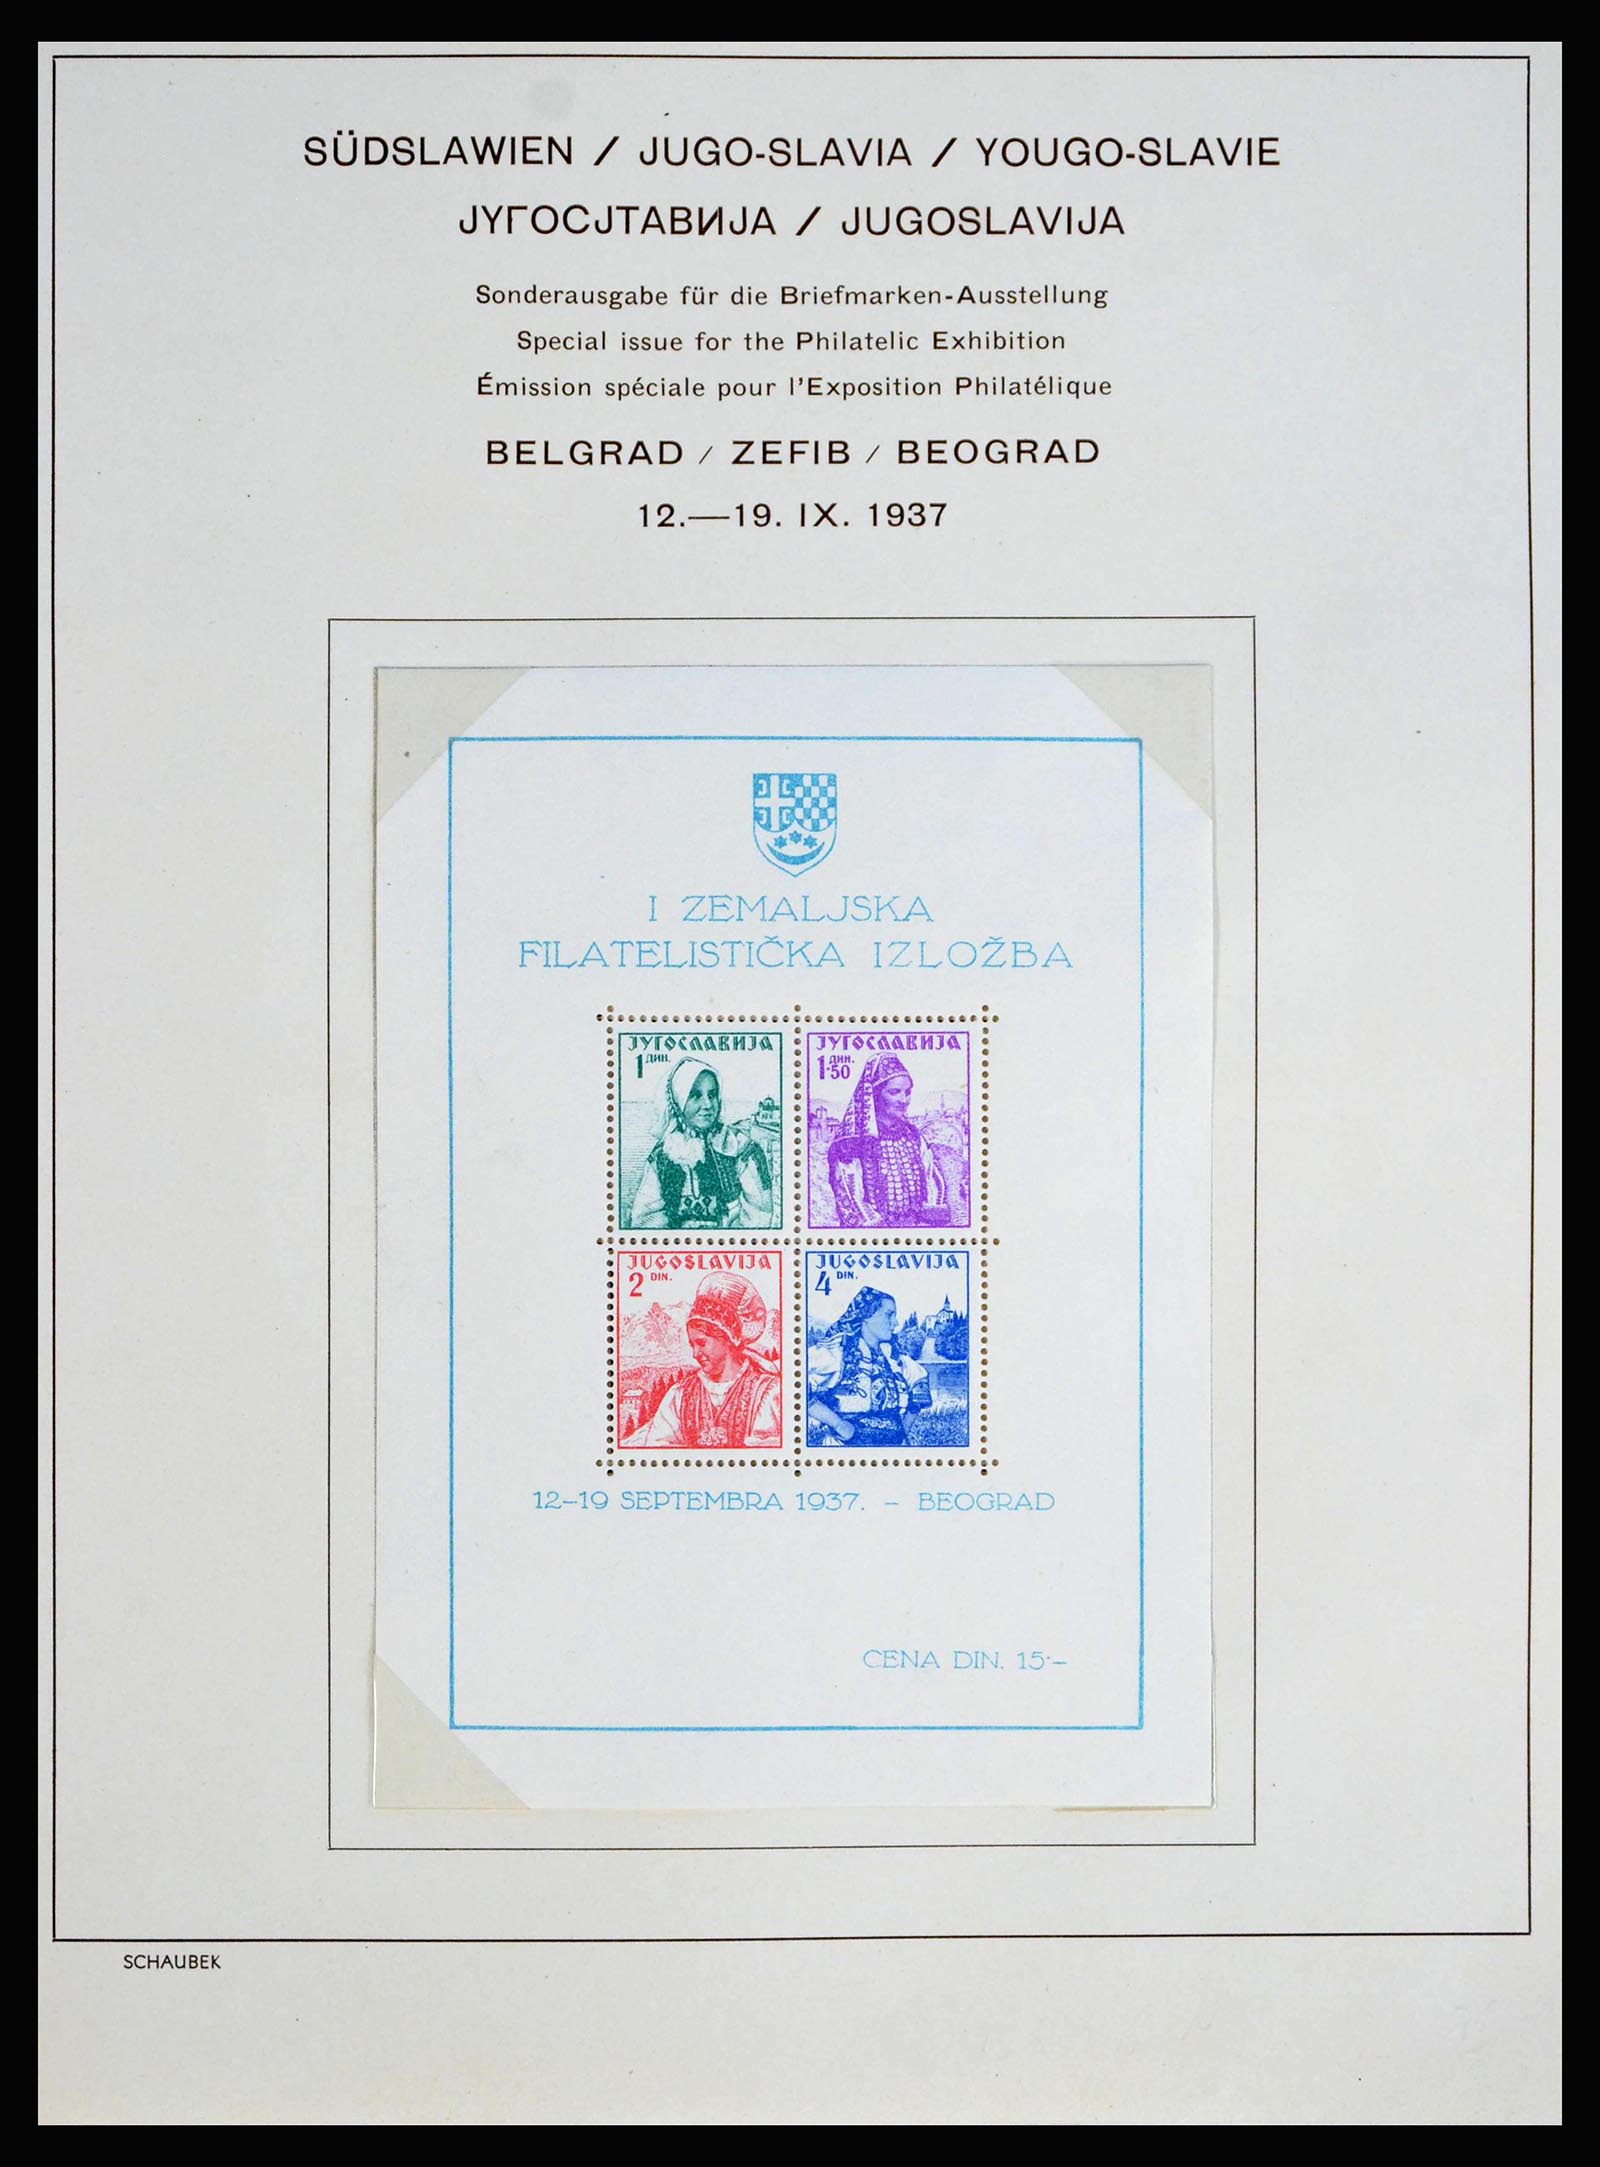 SÜDSLAWIEN / JUGO-SLAVIA / YOUGO-SLAVIE
ЈУГОСЈТАВИЈА / JUGOSLAVIJA
Sonderausgabe für die Briefmarken-Ausstellung
Special issue for the Philatelic Exhibition
Émission spéciale pour l'Exposition Philatélique
BELGRAD / ZEFIB / BEOGRAD
12.—19. IX. 1937
I ZEMALJSKA
FILATELISTIČKA IZLOŽBA
ЈУГОСЛАВИЈА
1 ДИН.
ЈУГОСЛАВИЈА
1·50 ДИН.
JUGOSLAVIJA
2 DIN.
JUGOSLAVIJA
4 DIN.
12-19 SEPTEMBRA 1937. - BEOGRAD
CENA DIN. 15·-
SCHAUBEK